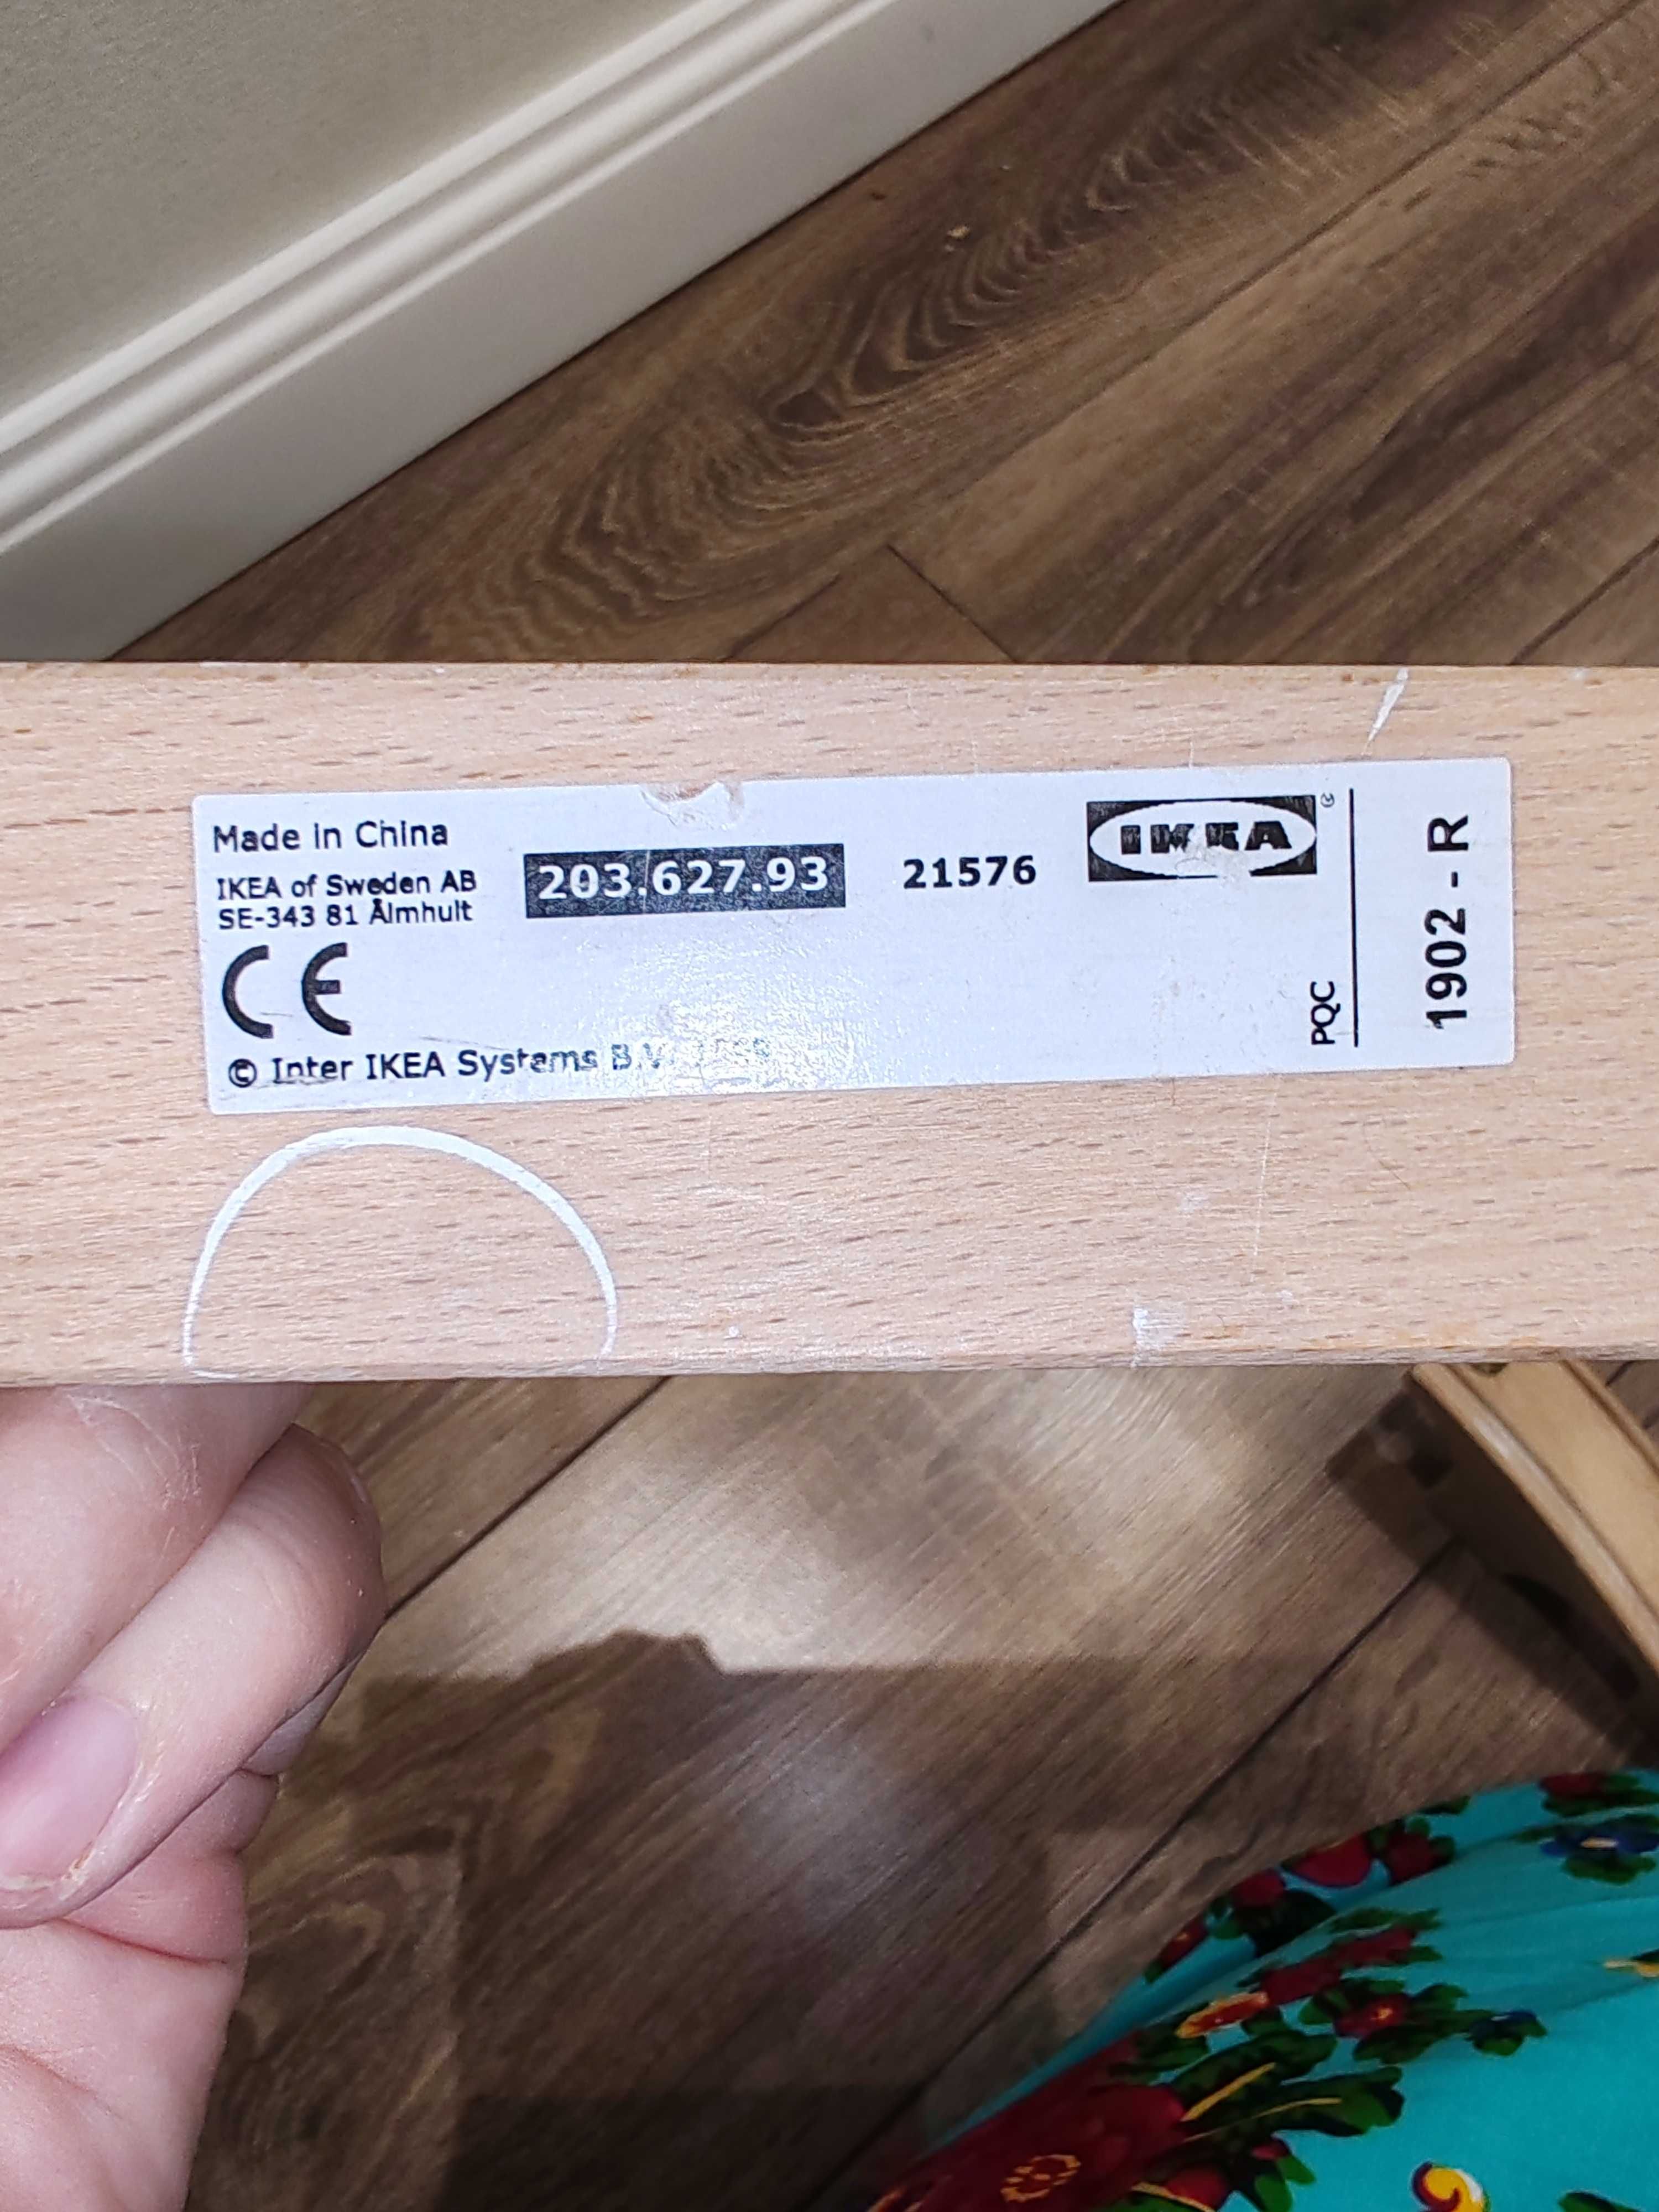 Made in China
IKEA of Sweden AB
SE-343 81 Älmhult
203.627.93
21576
IKEA
®
CE
© Inter IKEA Systems B.V.
PQC
1902 - R